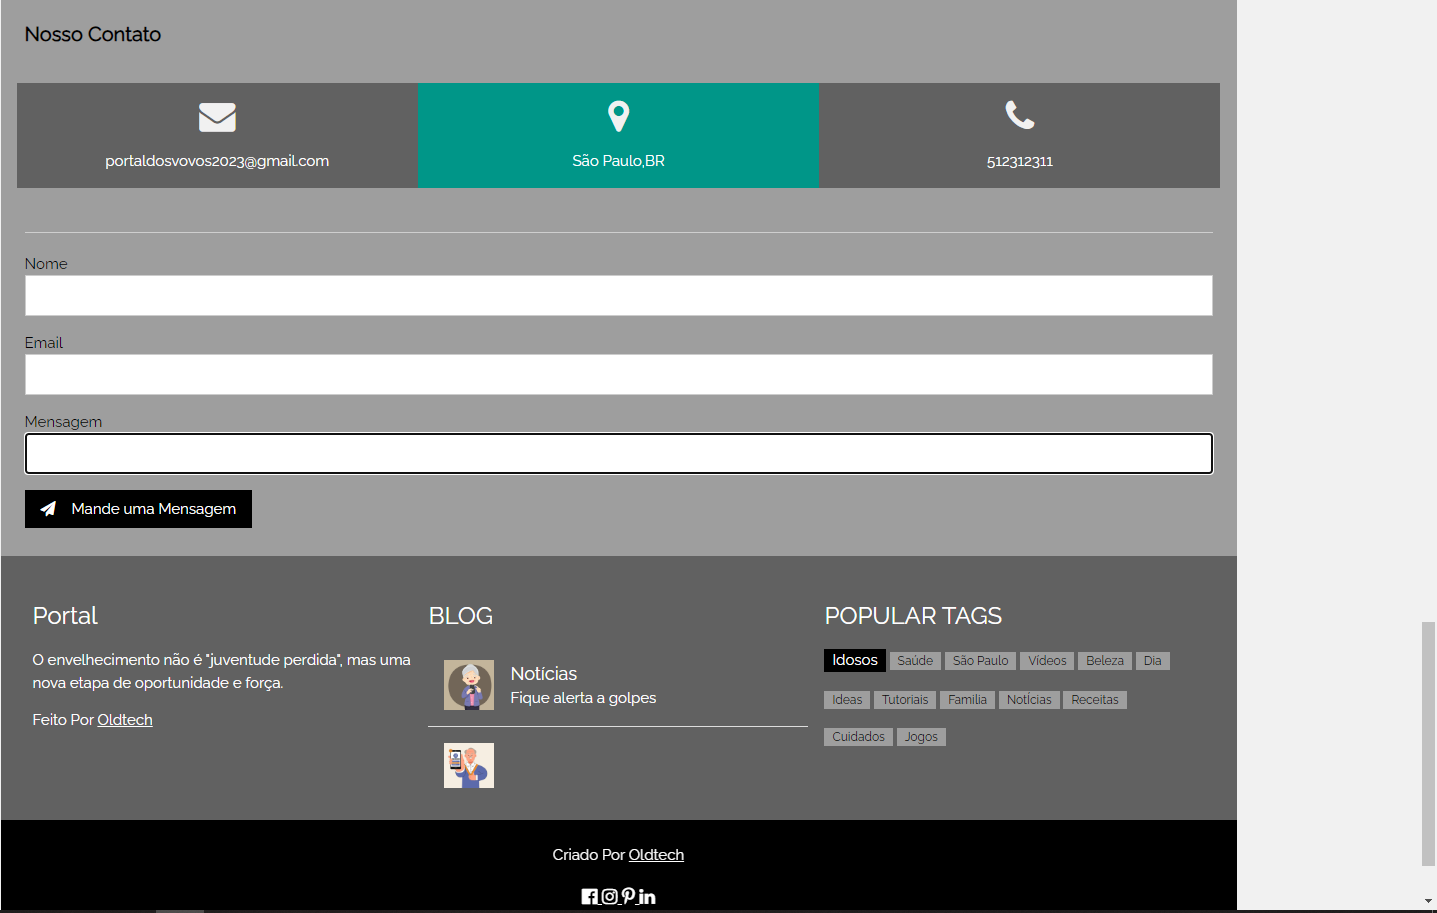 Nosso Contato
portaldosvovos2023@gmail.com
São Paulo,BR
512312311
Nome
Email
Mensagem
Mande uma Mensagem
Portal
O envelhecimento não é "juventude perdida", mas uma
nova etapa de oportunidade e força.
Feito Por Oldtech
BLOG
Notícias
Fique alerta a golpes
POPULAR TAGS
Idosos Saúde São Paulo Vídeos Beleza Dia
Ideas Tutoriais Familia NotÍcias Receitas
Cuidados Jogos
Criado Por Oldtech